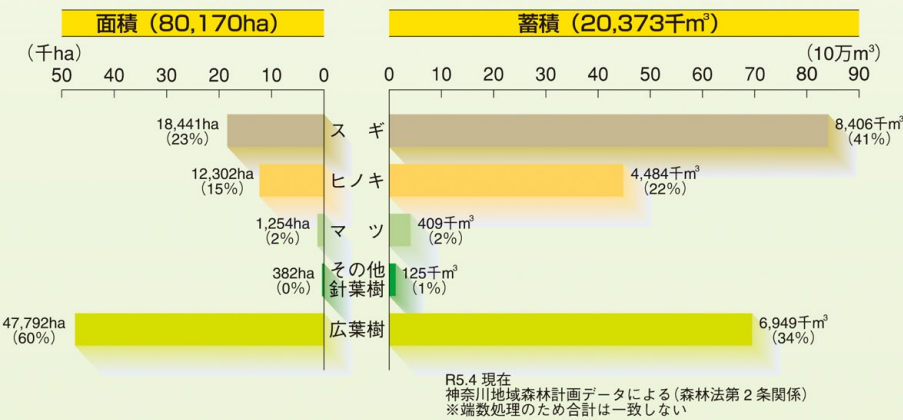 面積（80,170ha）
蓄積（20,373千m³）
（千ha）
（10万m³）
50 40 30 20 10 0
0 10 20 30 40 50 60 70 80 90
18,441ha
（23%）
スギ
8,406千m³
（41%）
12,302ha
（15%）
ヒノキ
4,484千m³
（22%）
1,254ha
（2%）
マツ
409千m³
（2%）
382ha
（0%）
その他
針葉樹
125千m³
（1%）
47,792ha
（60%）
広葉樹
6,949千m³
（34%）
R5.4 現在
神奈川地域森林計画データによる（森林法第2条関係）
※端数処理のため合計は一致しない